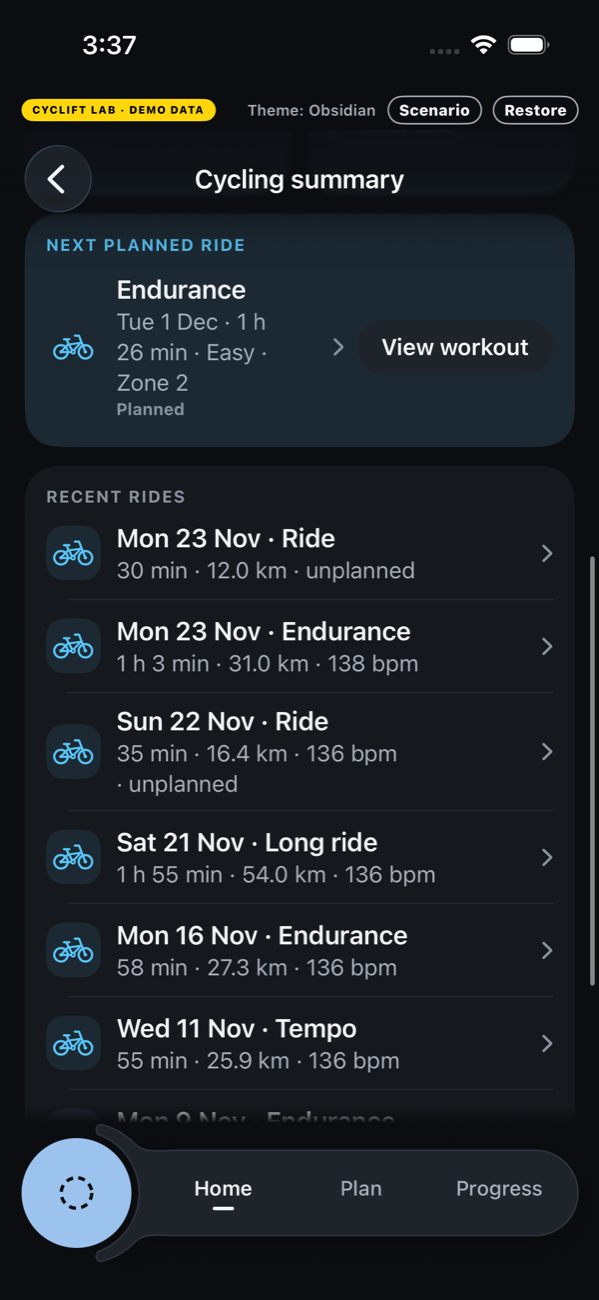 3:37
CYCLIFT LAB · DEMO DATA
Theme: Obsidian
Scenario
Restore
Cycling summary
NEXT PLANNED RIDE
Endurance
Tue 1 Dec · 1 h
26 min · Easy ·
Zone 2
Planned
View workout
RECENT RIDES
Mon 23 Nov · Ride
30 min · 12.0 km · unplanned
Mon 23 Nov · Endurance
1 h 3 min · 31.0 km · 138 bpm
Sun 22 Nov · Ride
35 min · 16.4 km · 136 bpm
· unplanned
Sat 21 Nov · Long ride
1 h 55 min · 54.0 km · 136 bpm
Mon 16 Nov · Endurance
58 min · 27.3 km · 136 bpm
Wed 11 Nov · Tempo
55 min · 25.9 km · 136 bpm
Mon 9 Nov · Endurance
Home
Plan
Progress